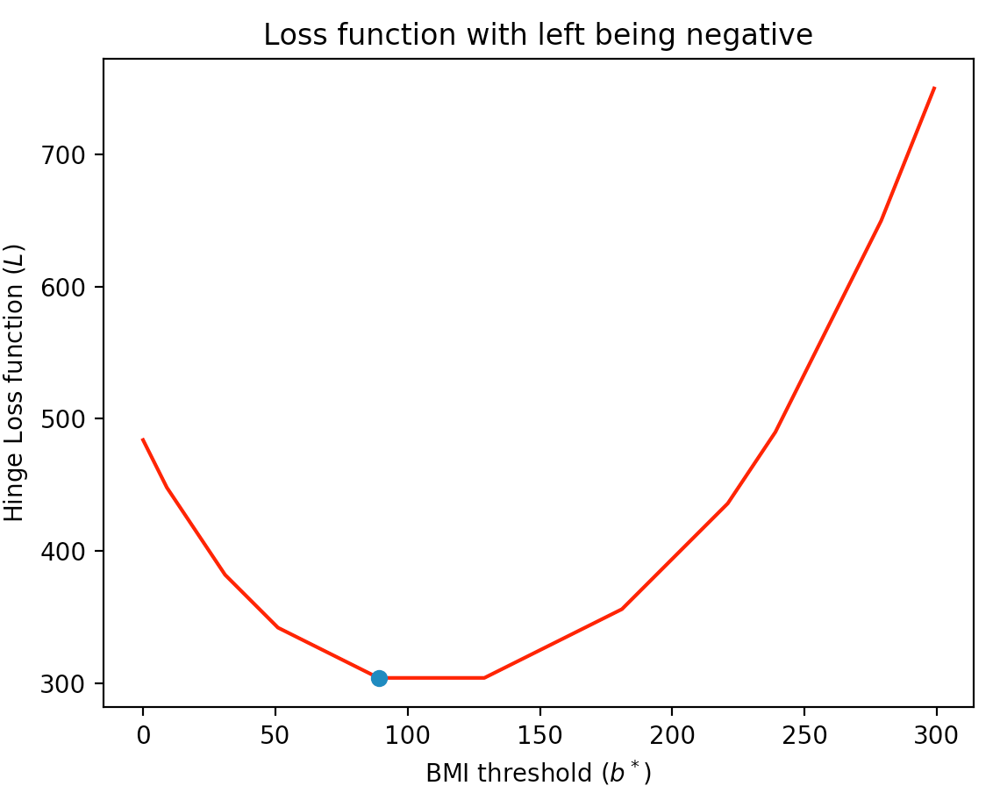 Loss function with left being negative
Hinge Loss function (L)
700
600
500
400
300
0 50 100 150 200 250 300
BMI threshold (b*)